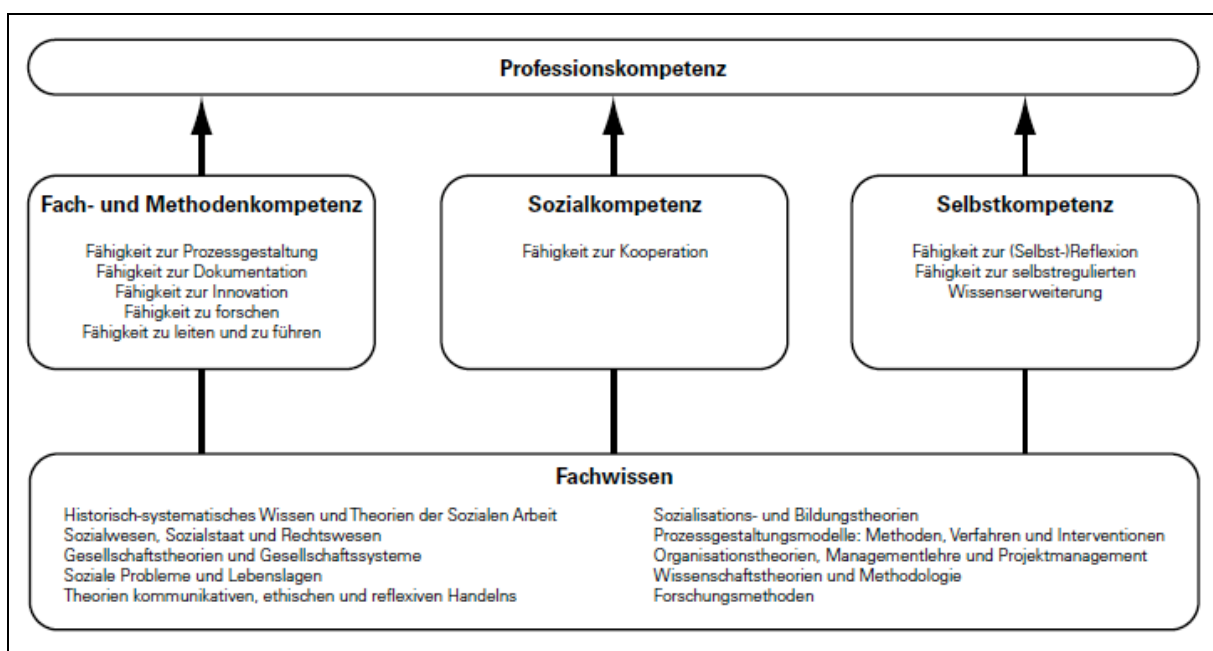 Professionskompetenz
Fach- und Methodenkompetenz
Fähigkeit zur Prozessgestaltung
Fähigkeit zur Dokumentation
Fähigkeit zur Innovation
Fähigkeit zu forschen
Fähigkeit zu leiten und zu führen
Sozialkompetenz
Fähigkeit zur Kooperation
Selbstkompetenz
Fähigkeit zur (Selbst-)Reflexion
Fähigkeit zur selbstregulierten
Wissenserweiterung
Fachwissen
Historisch-systematisches Wissen und Theorien der Sozialen Arbeit
Sozialwesen, Sozialstaat und Rechtswesen
Gesellschaftstheorien und Gesellschaftssysteme
Soziale Probleme und Lebenslagen
Theorien kommunikativen, ethischen und reflexiven Handelns
Sozialisations- und Bildungstheorien
Prozessgestaltungsmodelle: Methoden, Verfahren und Interventionen
Organisationstheorien, Managementlehre und Projektmanagement
Wissenschaftstheorien und Methodologie
Forschungsmethoden